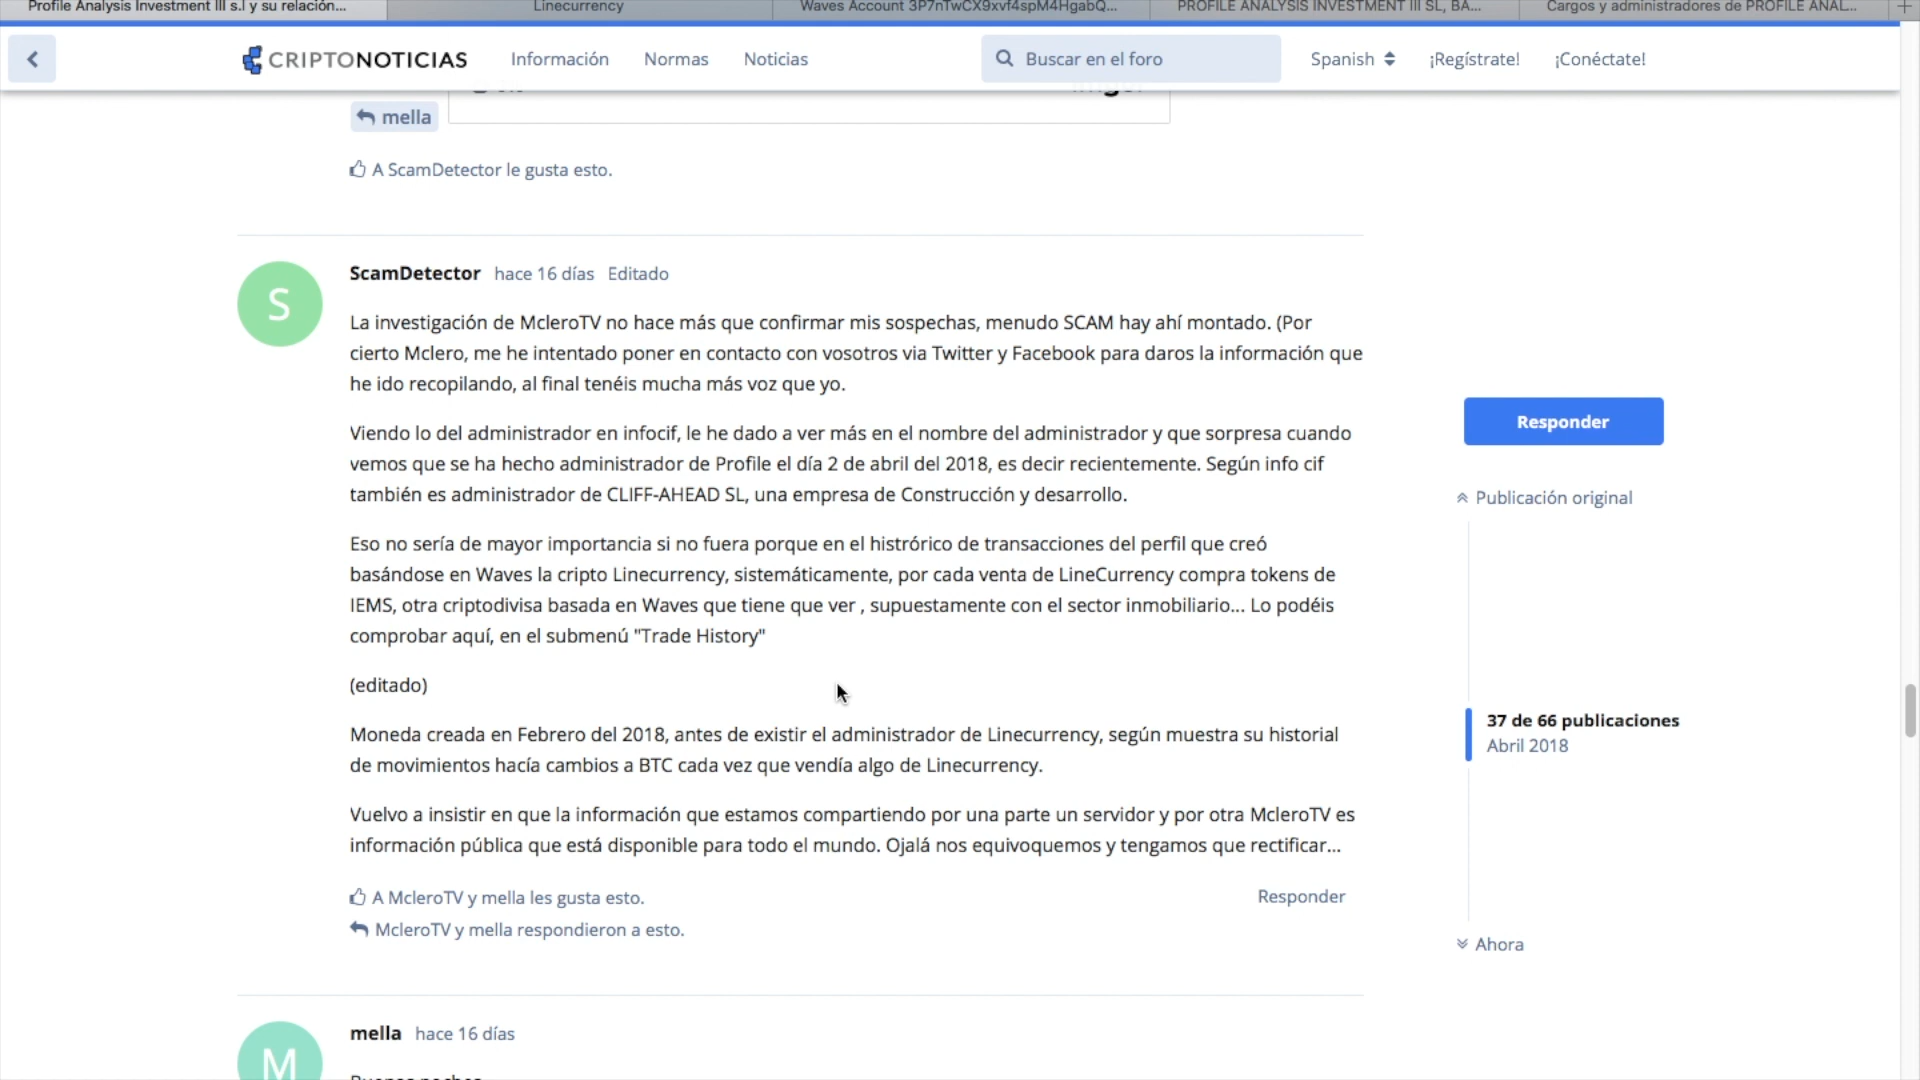 Profile Analysis Investment III s.l y su relación...
Linecurrency
Waves Account 3P7nTwCX9xvf4spM4HgabQ...
PROFILE ANALYSIS INVESTMENT III SL, BA...
Cargos y administradores de PROFILE ANAL...
CRIPTONOTICIAS
Información
Normas
Noticias
Buscar en el foro
Spanish
¡Regístrate!
¡Conéctate!
mella
A ScamDetector le gusta esto.
S
ScamDetector hace 16 días Editado
La investigación de McleroTV no hace más que confirmar mis sospechas, menudo SCAM hay ahí montado. (Por
cierto Mclero, me he intentado poner en contacto con vosotros via Twitter y Facebook para daros la información que
he ido recopilando, al final tenéis mucha más voz que yo.
Viendo lo del administrador en infocif, le he dado a ver más en el nombre del administrador y que sorpresa cuando
vemos que se ha hecho administrador de Profile el día 2 de abril del 2018, es decir recientemente. Según info cif
también es administrador de CLIFF-AHEAD SL, una empresa de Construcción y desarrollo.
Eso no sería de mayor importancia si no fuera porque en el histrórico de transacciones del perfil que creó
basándose en Waves la cripto Linecurrency, sistemáticamente, por cada venta de LineCurrency compra tokens de
IEMS, otra criptodivisa basada en Waves que tiene que ver , supuestamente con el sector inmobiliario... Lo podéis
comprobar aquí, en el submenú "Trade History"
(editado)
Moneda creada en Febrero del 2018, antes de existir el administrador de Linecurrency, según muestra su historial
de movimientos hacía cambios a BTC cada vez que vendía algo de Linecurrency.
Vuelvo a insistir en que la información que estamos compartiendo por una parte un servidor y por otra McleroTV es
información pública que está disponible para todo el mundo. Ojalá nos equivoquemos y tengamos que rectificar...
A McleroTV y mella les gusta esto.
Responder
McleroTV y mella respondieron a esto.
Responder
Publicación original
37 de 66 publicaciones
Abril 2018
Ahora
M
mella hace 16 días